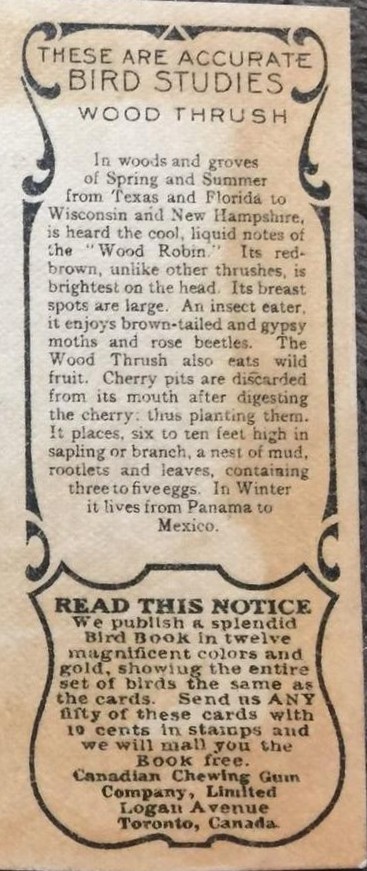 THESE ARE ACCURATE
BIRD STUDIES
WOOD THRUSH
In woods and groves
of Spring and Summer
from Texas and Florida to
Wisconsin and New Hampshire,
is heard the cool, liquid notes of
the "Wood Robin." Its red-
brown, unlike other thrushes, is
brightest on the head. Its breast
spots are large. An insect eater,
it enjoys brown-tailed and gypsy
moths and rose beetles. The
Wood Thrush also eats wild
fruit. Cherry pits are discarded
from its mouth after digesting
the cherry: thus planting them.
It places, six to ten feet high in
sapling or branch, a nest of mud,
rootlets and leaves, containing
three to five eggs. In Winter
it lives from Panama to
Mexico.
READ THIS NOTICE
We publish a splendid
Bird Book in twelve
magnificent colors and
gold, showing the entire
set of birds the same as
the cards. Send us ANY
fifty of these cards with
10 cents in stamps and
we will mail you the
Book free.
Canadian Chewing Gum
Company, Limited
Logan Avenue
Toronto, Canada.